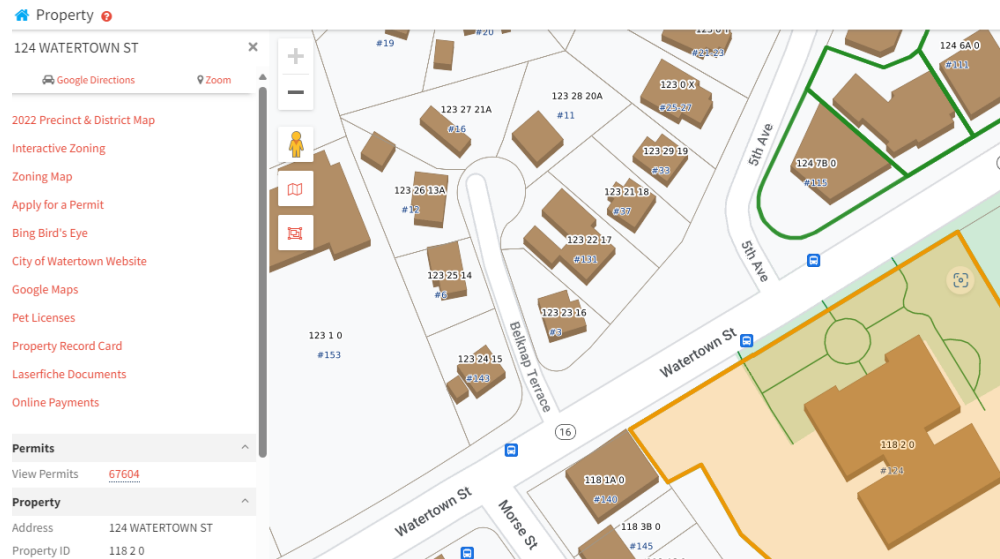 Property ?
124 WATERTOWN ST
Google Directions
Zoom
2022 Precinct & District Map
Interactive Zoning
Zoning Map
Apply for a Permit
Bing Bird's Eye
City of Watertown Website
Google Maps
Pet Licenses
Property Record Card
Laserfiche Documents
Online Payments
Permits
View Permits 67604
Property
Address 124 WATERTOWN ST
Property ID 118 2 0
#19
#20
#21-23
124 6A 0
#111
123 0 X
#25-27
123 28 20A
#11
123 27 21A
#16
5th Ave
123 29 19
#33
124 7B 0
#115
123 26 13A
#12
123 21 18
#37
123 22 17
#131
5th Ave
123 25 14
#6
123 23 16
#3
123 1 0
#153
Belknap Terrace
Watertown St
123 24 15
#143
16
118 2 0
#124
118 1A 0
#140
Watertown St
Morse St
118 3B 0
#145